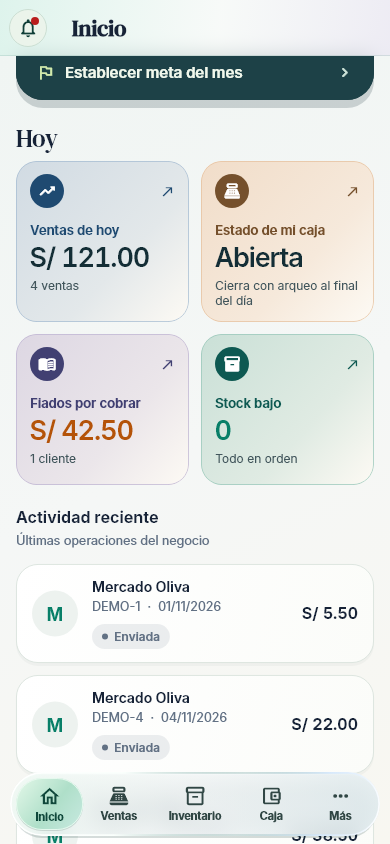 Inicio
Establecer meta del mes
Hoy
Ventas de hoy
S/ 121.00
4 ventas
Estado de mi caja
Abierta
Cierra con arqueo al final
del día
Fiados por cobrar
S/ 42.50
1 cliente
Stock bajo
0
Todo en orden
Actividad reciente
Últimas operaciones del negocio
M
Mercado Oliva
DEMO-1 · 01/11/2026
Enviada
S/ 5.50
M
Mercado Oliva
DEMO-4 · 04/11/2026
Enviada
S/ 22.00
Inicio
Ventas
Inventario
Caja
Más